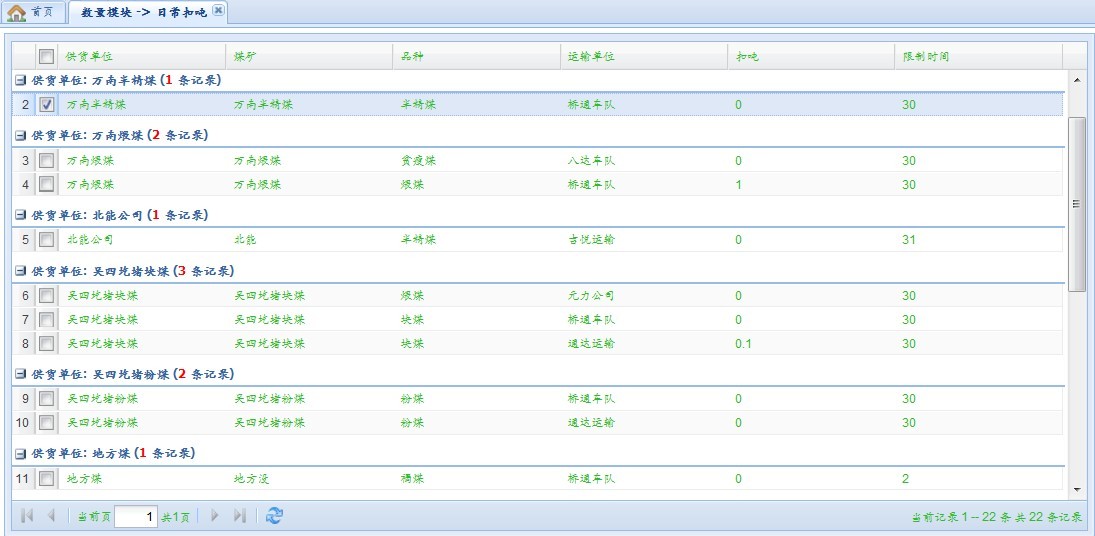 首页 数量模块 -> 日常扣吨
供货单位 煤矿 品种 运输单位 扣吨 限制时间
供货单位: 万南半精煤 (1 条记录)
2 万南半精煤 万南半精煤 半精煤 桥通车队 0 30
供货单位: 万南煨煤 (2 条记录)
3 万南煨煤 万南煨煤 贫瘦煤 八达车队 0 30
4 万南煨煤 万南煨煤 煨煤 桥通车队 1 30
供货单位: 北能公司 (1 条记录)
5 北能公司 北能 半精煤 吉悦运输 0 31
供货单位: 吴四圪堵块煤 (3 条记录)
6 吴四圪堵块煤 吴四圪堵块煤 煨煤 元力公司 0 30
7 吴四圪堵块煤 吴四圪堵块煤 块煤 桥通车队 0 30
8 吴四圪堵块煤 吴四圪堵块煤 块煤 通达运输 0.1 30
供货单位: 吴四圪堵粉煤 (2 条记录)
9 吴四圪堵粉煤 吴四圪堵粉煤 粉煤 桥通车队 0 30
10 吴四圪堵粉煤 吴四圪堵粉煤 粉煤 通达运输 0 30
供货单位: 地方煤 (1 条记录)
11 地方煤 地方没 精煤 桥通车队 0 2
当前页 1 共1页 当前记录 1 -- 22 条 共 22 条记录